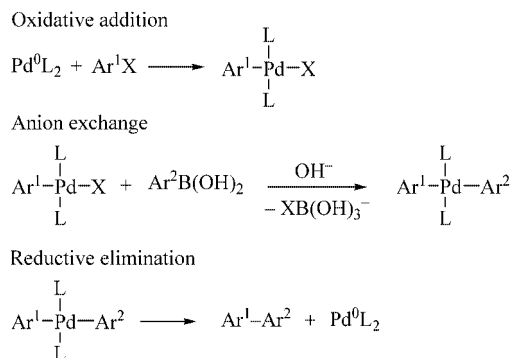 Oxidative addition
L
Pd⁰L₂ + Ar¹X ⟶ Ar¹–Pd–X
L
Anion exchange
L L
Ar¹–Pd–X + Ar²B(OH)₂ OH⁻ ⟶ Ar¹–Pd–Ar²
L – XB(OH)₃⁻ L
Reductive elimination
L
Ar¹–Pd–Ar² ⟶ Ar¹–Ar² + Pd⁰L₂
L